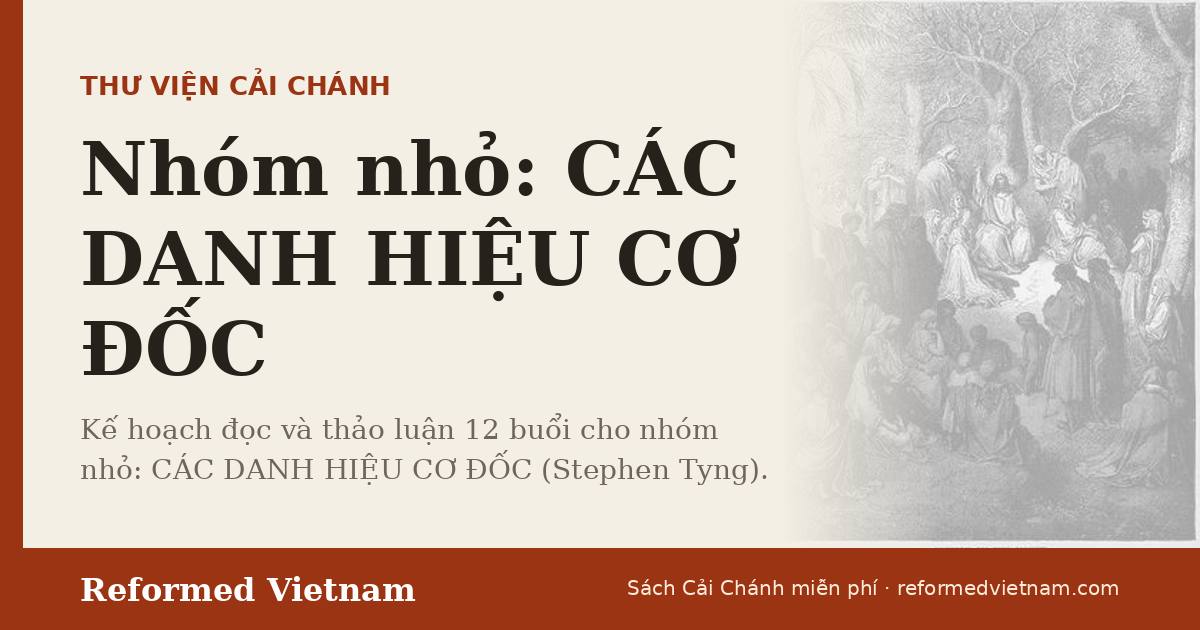 THƯ VIỆN CẢI CHÁNH
Nhóm nhỏ: CÁC
DANH HIỆU CƠ
ĐỐC
Kế hoạch đọc và thảo luận 12 buổi cho nhóm
nhỏ: CÁC DANH HIỆU CƠ ĐỐC (Stephen Tyng).
Reformed Vietnam
Sách Cải Chánh miễn phí · reformedvietnam.com